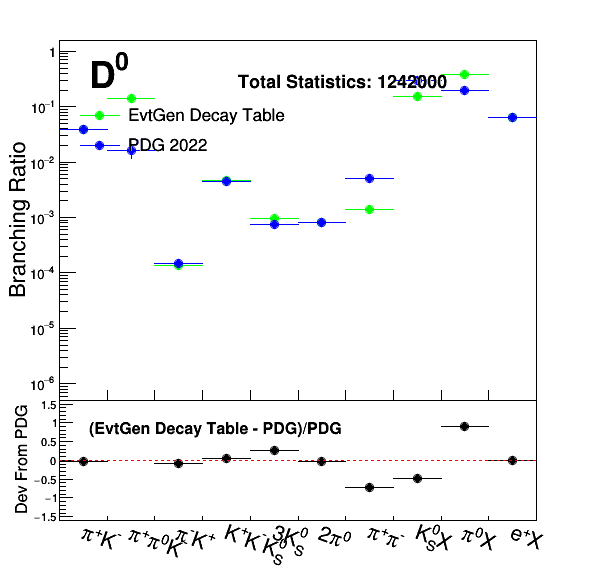 D⁰
Total Statistics: 1242000
EvtGen Decay Table
PDG 2022
Branching Ratio
1
10⁻¹
10⁻²
10⁻³
10⁻⁴
10⁻⁵
10⁻⁶
(EvtGen Decay Table - PDG)/PDG
Dev From PDG
1.5
1
0.5
0
−0.5
−1
−1.5
π⁺K⁻ π⁺π⁰K⁻ π⁻K⁺ K⁺K⁻K⁰S 3K⁰S 2π⁰ π⁺π⁻ K⁰S X π⁰X e⁺X